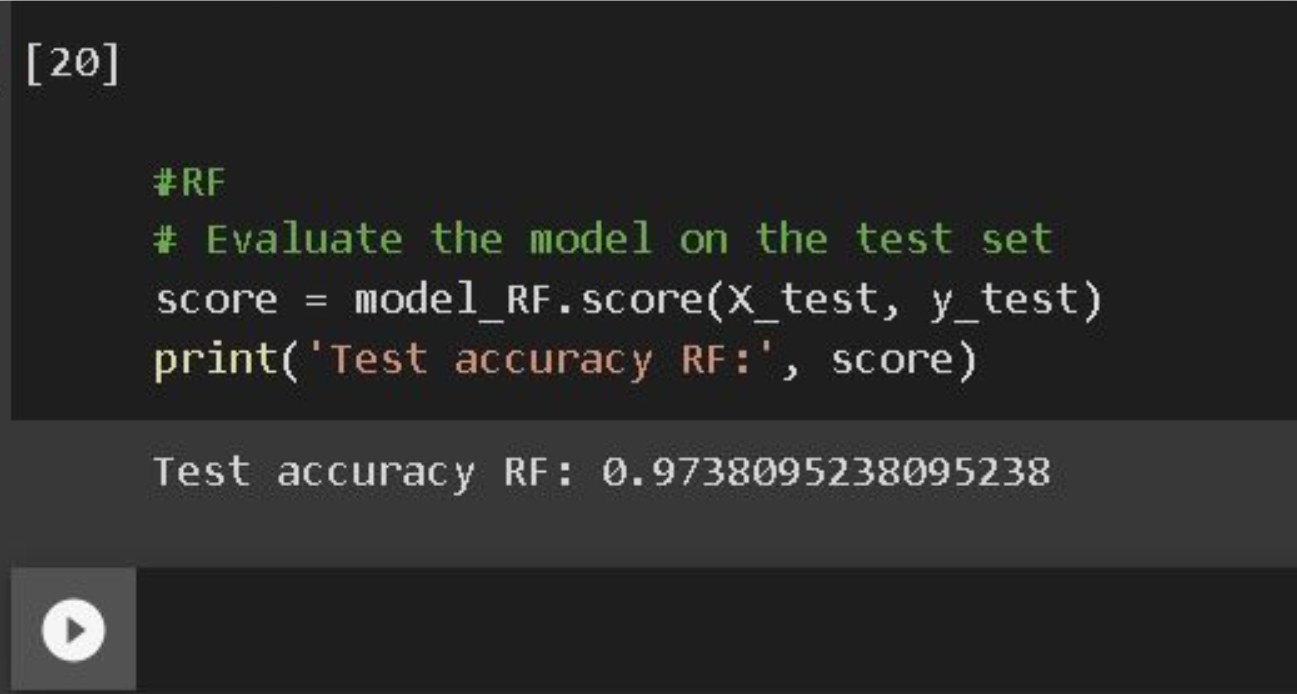 [20]
#RF
# Evaluate the model on the test set
score = model_RF.score(X_test, y_test)
print('Test accuracy RF:', score)
Test accuracy RF: 0.9738095238095238